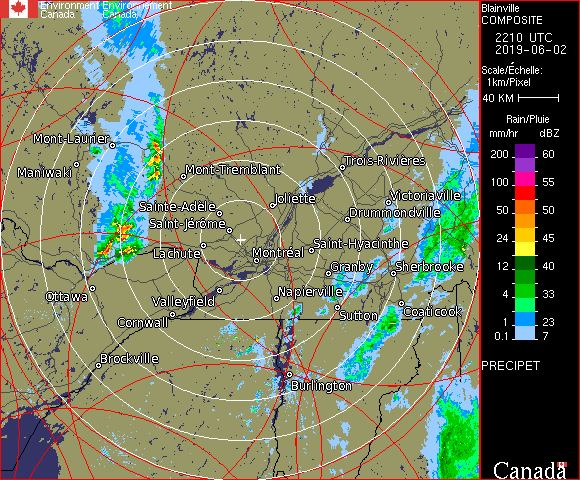 Environment Environnement
Canada Canada
Blainville
COMPOSITE
2210 UTC
2019-06-02
Scale/Échelle:
1km/Pixel
40 KM
Rain/Pluie
mm/hr dBZ
200 60
100 55
50 50
24 45
12 40
4 33
1 23
0.1 7
PRECIPET
Canada
Mont-Laurier
Maniwaki
Mont-Tremblant
Trois-Rivières
Joliette
Victoriaville
Sainte-Adèle
Drummondville
Saint-Jérôme
Lachute
Saint-Hyacinthe
Montréal
Granby
Sherbrooke
Ottawa
Valleyfield
Napierville
Cornwall
Sutton
Coaticook
Brockville
Burlington